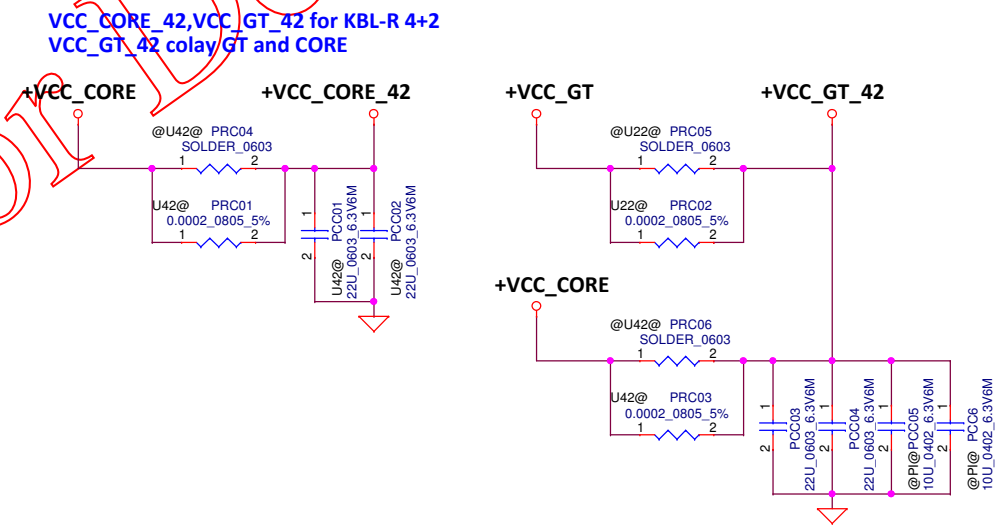 VCC_CORE_42,VCC_GT_42 for KBL-R 4+2
VCC_GT_42 colay GT and CORE
+VCC_CORE
+VCC_CORE_42
@U42@ PRC04
SOLDER_0603
1 2
U42@ PRC01
0.0002_0805_5%
1 2
1
2
U42@ PCC01
22U_0603_6.3V6M
1
2
U42@ PCC02
22U_0603_6.3V6M
+VCC_GT
+VCC_GT_42
@U22@ PRC05
SOLDER_0603
1 2
U22@ PRC02
0.0002_0805_5%
1 2
+VCC_CORE
@U42@ PRC06
SOLDER_0603
1 2
U42@ PRC03
0.0002_0805_5%
1 2
1
2
PCC03
22U_0603_6.3V6M
1
2
PCC04
22U_0603_6.3V6M
1
2
@PI@ PCC05
10U_0402_6.3V6M
1
2
@PI@ PCC6
10U_0402_6.3V6M